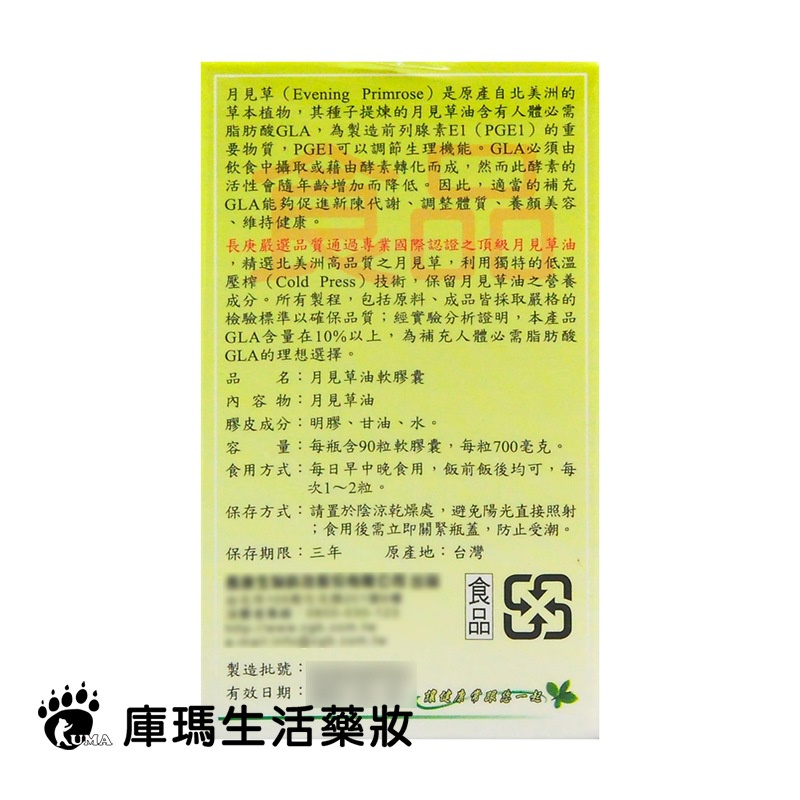 月見草（Evening Primrose）是原產自北美洲的
草本植物，其種子提煉的月見草油含有人體必需
脂肪酸GLA，為製造前列腺素E1（PGE1）的重
要物質，PGE1可以調節生理機能。GLA必須由
飲食中攝取或藉由酵素轉化而成，然而此酵素的
活性會隨年齡增加而降低。因此，適當的補充
GLA能夠促進新陳代謝、調整體質、養顏美容
、維持健康。
長庚嚴選品質通過專業國際認證之頂級月見草油
，精選北美洲高品質之月見草，利用獨特的低溫
壓榨（Cold Press）技術，保留月見草油之營養
成分。所有製程，包括原料、成品皆採取嚴格的
檢驗標準以確保品質；經實驗分析證明，本產品
GLA含量在10%以上，為補充人體必需脂肪酸
GLA的理想選擇。
品　　名：月見草油軟膠囊
內 容 物：月見草油
膠皮成分：明膠、甘油、水。
容　　量：每瓶含90粒軟膠囊，每粒700毫克。
食用方式：每日早中晚食用，飯前飯後均可，每
次1～2粒。
保存方式：請置於陰涼乾燥處，避免陽光直接照射
；食用後需立即關緊瓶蓋，防止受潮。
保存期限：三年　　原產地：台灣
食品
製造批號：
有效日期：
讓健康常跟您一起
KUMA 庫瑪生活藥妝